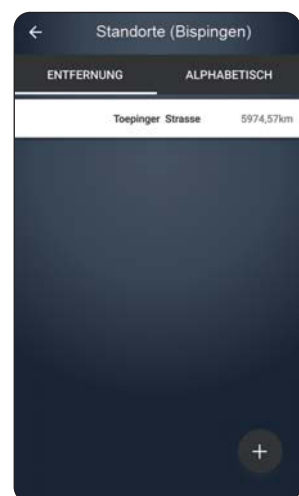 Standorte (Bispingen)
ENTFERNUNG ALPHABETISCH
Toepinger Strasse 5974,57km